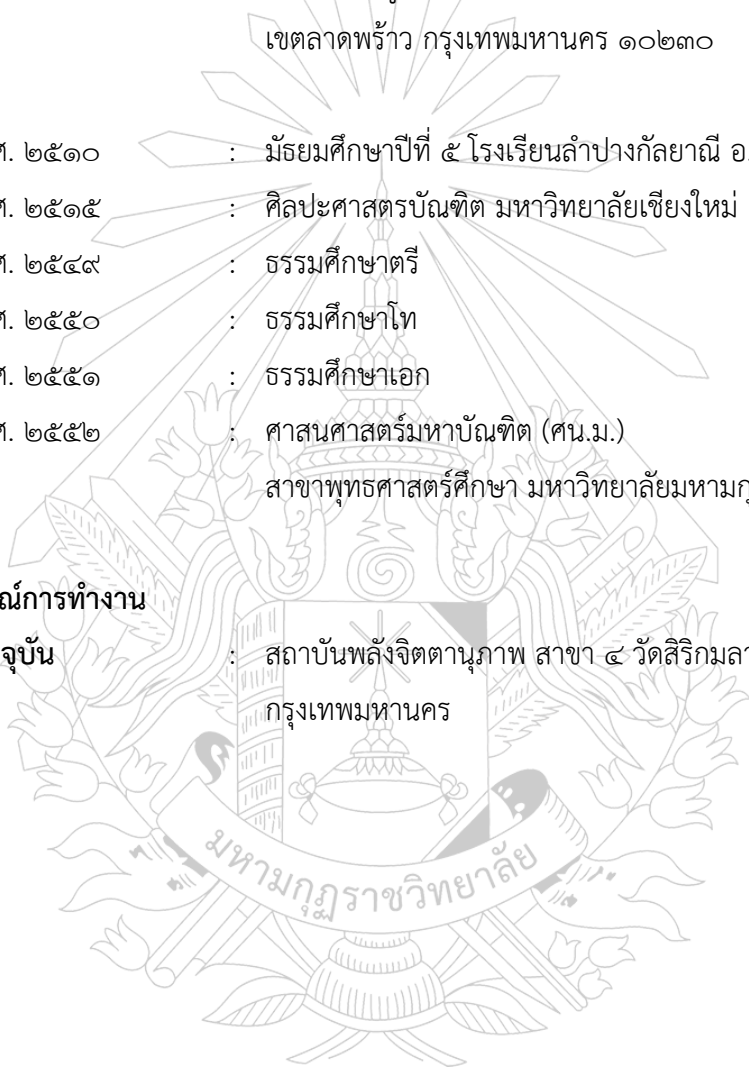 เขตลาดพร้าว กรุงเทพมหานคร ๑๐๒๓๐
ศ. ๒๕๑๐ : มัธยมศึกษาปีที่ ๕ โรงเรียนลำปางกัลยาณี อ.
ศ. ๒๕๑๕ : ศิลปะศาสตรบัณฑิต มหาวิทยาลัยเชียงใหม่
ศ. ๒๕๔๙ : ธรรมศึกษาตรี
ศ. ๒๕๕๐ : ธรรมศึกษาโท
ศ. ๒๕๕๑ : ธรรมศึกษาเอก
ศ. ๒๕๕๒ : ศาสนศาสตร์มหาบัณฑิต (ศน.ม.)
สาขาพุทธศาสตร์ศึกษา มหาวิทยาลัยมหามกุ
ณ์การทำงาน
จุบัน : สถาบันพลังจิตตานุภาพ สาขา ๔ วัดสิริกมลา
กรุงเทพมหานคร
มหามกุฏราชวิทยาลัย